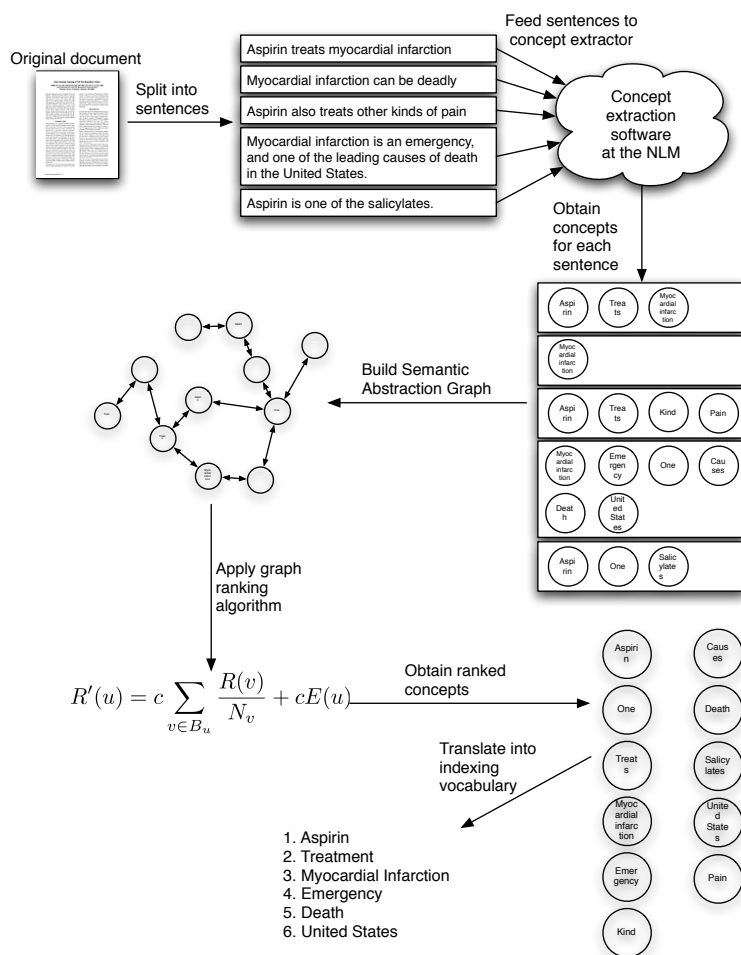 Original document
Split into
sentences
Aspirin treats myocardial infarction
Myocardial infarction can be deadly
Aspirin also treats other kinds of pain
Myocardial infarction is an emergency,
and one of the leading causes of death
in the United States.
Aspirin is one of the salicylates.
Feed sentences to
concept extractor
Concept
extraction
software
at the NLM
Obtain
concepts
for each
sentence
Aspi
rin
Trea
ts
Myoc
ardial
infarc
tion
Myoc
ardial
infarc
tion
Aspi
rin
Trea
ts
Kind
Pain
Myoc
ardial
infarc
tion
Eme
rgen
cy
One
Cau
ses
Deat
h
Unit
ed
Stat
es
Aspi
rin
One
Salic
ylate
s
Build Semantic
Abstraction Graph
Apply graph
ranking
algorithm
R'(u) = c ∑_{v∈B_u} R(v)/N_v + cE(u)
Obtain ranked
concepts
Aspiri
n
Caus
es
One
Death
Treat
s
Salicy
lates
Myoc
ardial
infarc
tion
Unite
d
State
s
Emer
gency
Pain
Kind
Translate into
indexing
vocabulary
1. Aspirin
2. Treatment
3. Myocardial Infarction
4. Emergency
5. Death
6. United States